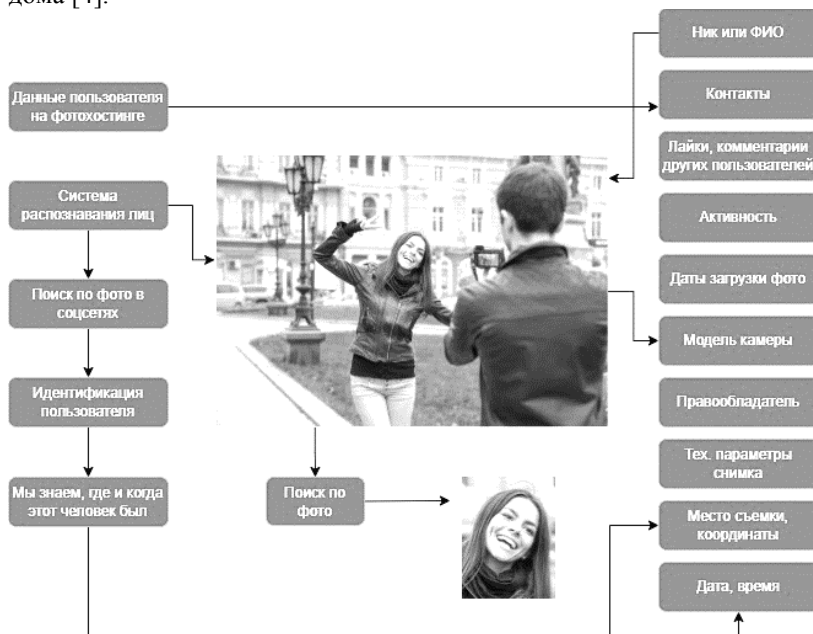 дома [4].
Ник или ФИО
Данные пользователя
на фотохостинге
Контакты
Лайки, комментарии
других пользователей
Система
распознавания лиц
Активность
Поиск по фото в
соцсетях
Даты загрузки фото
Модель камеры
Идентификация
пользователя
Правообладатель
Тех. параметры
снимка
Мы знаем, где и когда
этот человек был
Поиск по
фото
Место съемки,
координаты
Дата, время